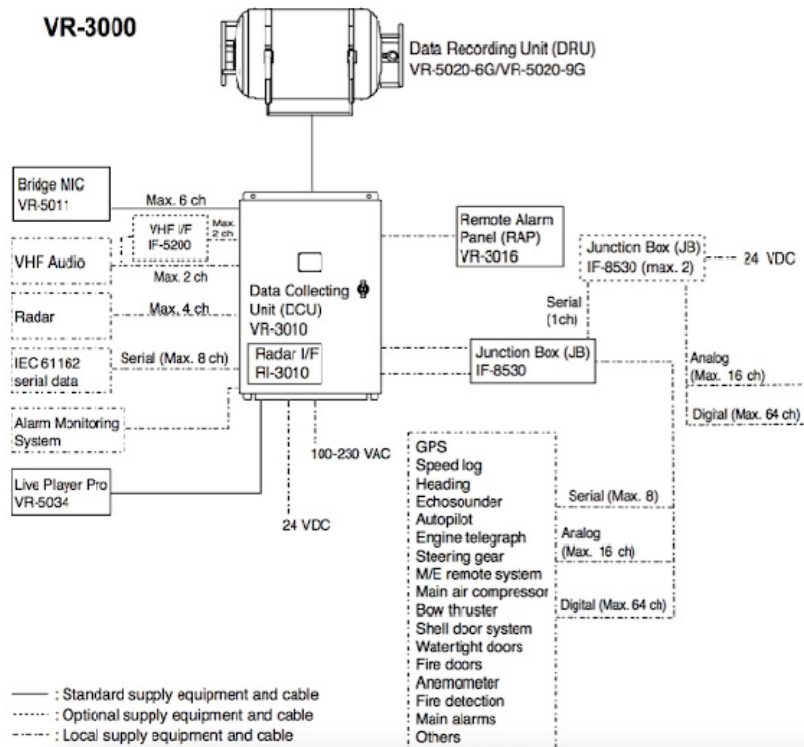 VR-3000
Data Recording Unit (DRU)
VR-5020-6G/VR-5020-9G
Bridge MIC
VR-5011
Max. 6 ch
VHF I/F
IF-5200
Max.
2 ch
VHF Audio
Max. 2 ch
Radar
Max. 4 ch
IEC 61162
serial data
Serial (Max. 8 ch)
Alarm Monitoring
System
Live Player Pro
VR-5034
Data Collecting
Unit (DCU)
VR-3010
Radar I/F
RI-3010
100-230 VAC
24 VDC
Remote Alarm
Panel (RAP)
VR-3016
Junction Box (JB)
IF-8530 (max. 2)
24 VDC
Serial
(1ch)
Junction Box (JB)
IF-8530
Analog
(Max. 16 ch)
Digital (Max. 64 ch)
GPS
Speed log
Heading
Echosounder
Autopilot
Engine telegraph
Steering gear
M/E remote system
Main air compressor
Bow thruster
Shell door system
Watertight doors
Fire doors
Anemometer
Fire detection
Main alarms
Others
Serial (Max. 8)
Analog
(Max. 16 ch)
Digital (Max. 64 ch)
: Standard supply equipment and cable
: Optional supply equipment and cable
: Local supply equipment and cable